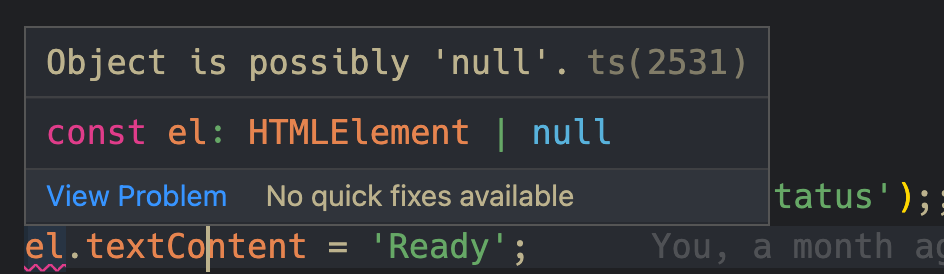 Object is possibly 'null'. ts(2531)
const el: HTMLElement | null
View Problem No quick fixes available
tatus');;
el.textContent = 'Ready'; You, a month ag